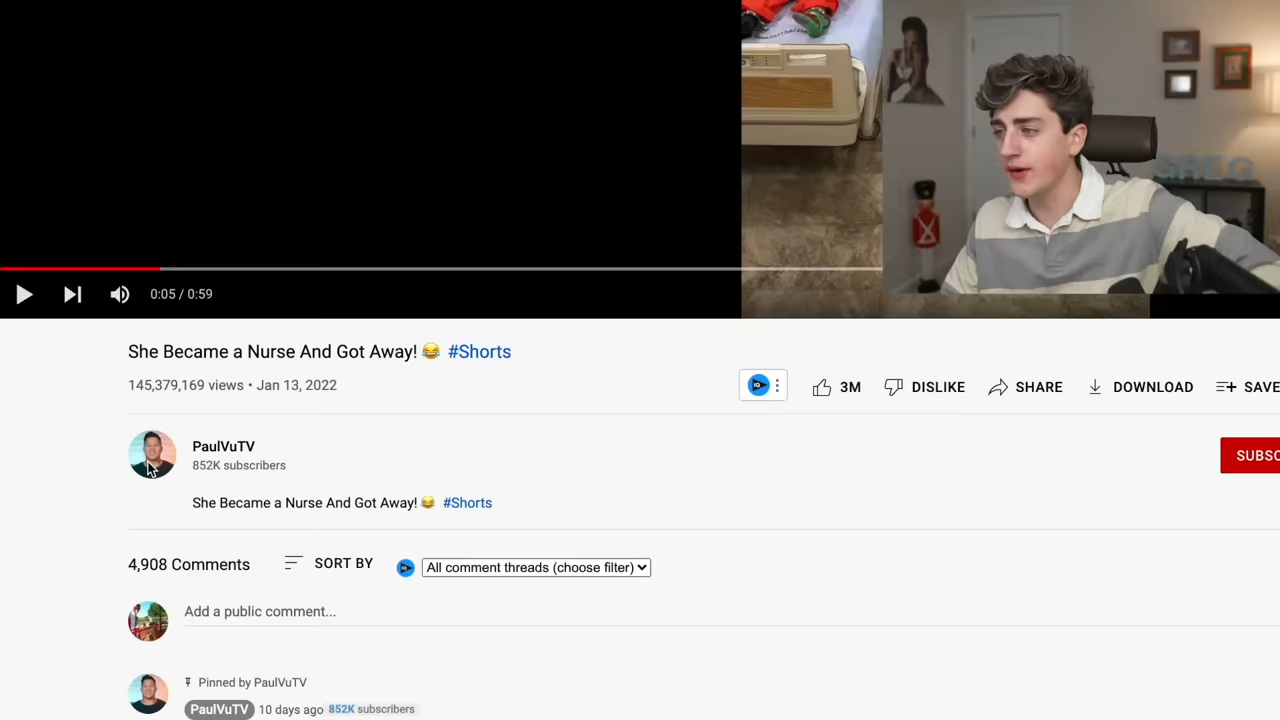 GREG
0:05 / 0:59
She Became a Nurse And Got Away! 😂 #Shorts
145,379,169 views • Jan 13, 2022
3M DISLIKE SHARE DOWNLOAD SAVE
PaulVuTV
852K subscribers
SUBSC
She Became a Nurse And Got Away! 😂 #Shorts
4,908 Comments SORT BY All comment threads (choose filter)
Add a public comment...
Pinned by PaulVuTV
PaulVuTV 10 days ago 852K subscribers